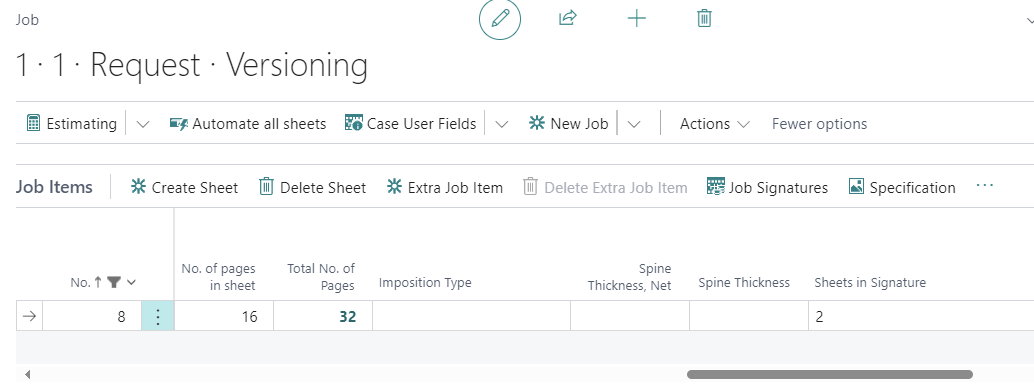 Job
1 · 1 · Request · Versioning
Estimating Automate all sheets Case User Fields New Job Actions Fewer options
Job Items Create Sheet Delete Sheet Extra Job Item Delete Extra Job Item Job Signatures Specification ...
No. of pages Total No. of Spine
No. ↑ in sheet Pages Imposition Type Thickness, Net Spine Thickness Sheets in Signature
→ 8 16 32 2